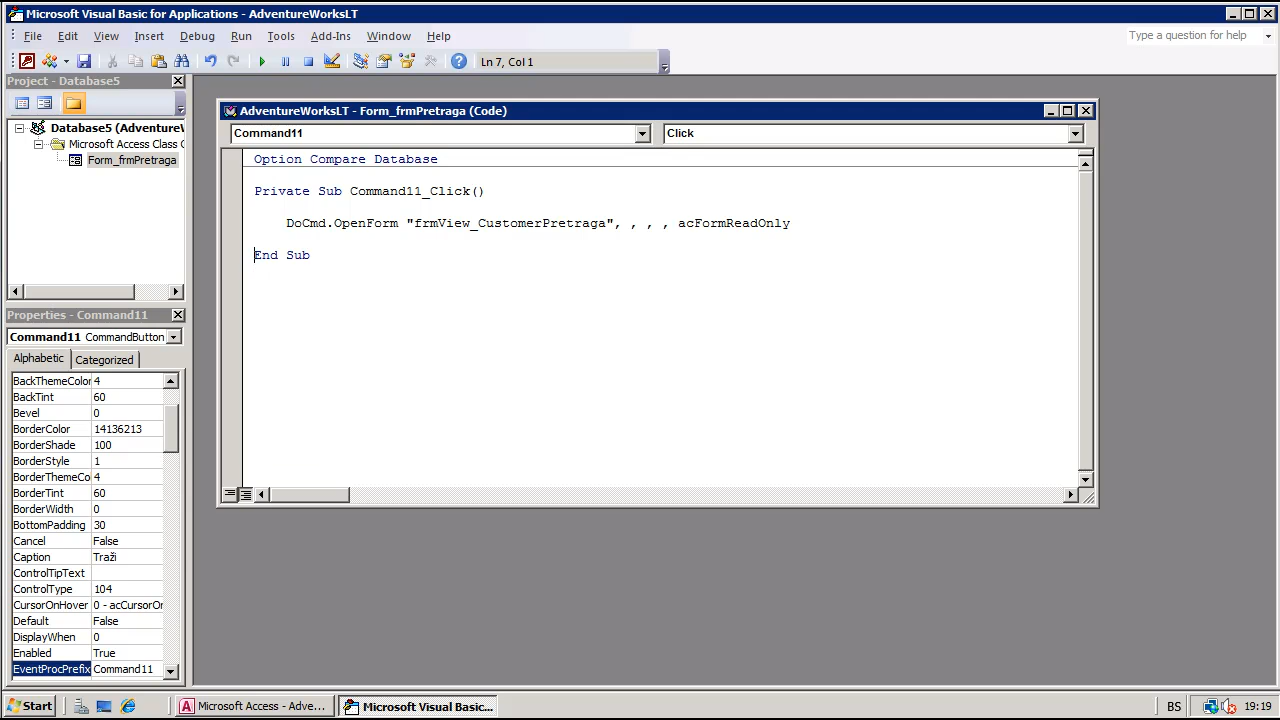 Microsoft Visual Basic for Applications - AdventureWorksLT
File Edit View Insert Debug Run Tools Add-Ins Window Help
Type a question for help
Ln 7, Col 1
Project - Database5
Database5 (Adventure
Microsoft Access Class O
Form_frmPretraga
AdventureWorksLT - Form_frmPretraga (Code)
Command11 Click
Option Compare Database
Private Sub Command11_Click()
DoCmd.OpenForm "frmView_CustomerPretraga", , , , acFormReadOnly
End Sub
Properties - Command11
Command11 CommandButton
Alphabetic Categorized
BackThemeColor 4
BackTint 60
Bevel 0
BorderColor 14136213
BorderShade 100
BorderStyle 1
BorderThemeCo 4
BorderTint 60
BorderWidth 0
BottomPadding 30
Cancel False
Caption Traži
ControlTipText
ControlType 104
CursorOnHover 0 - acCursorOr
Default False
DisplayWhen 0
Enabled True
EventProcPrefix Command11
Start Microsoft Access - Adve... Microsoft Visual Basic... BS 19:19